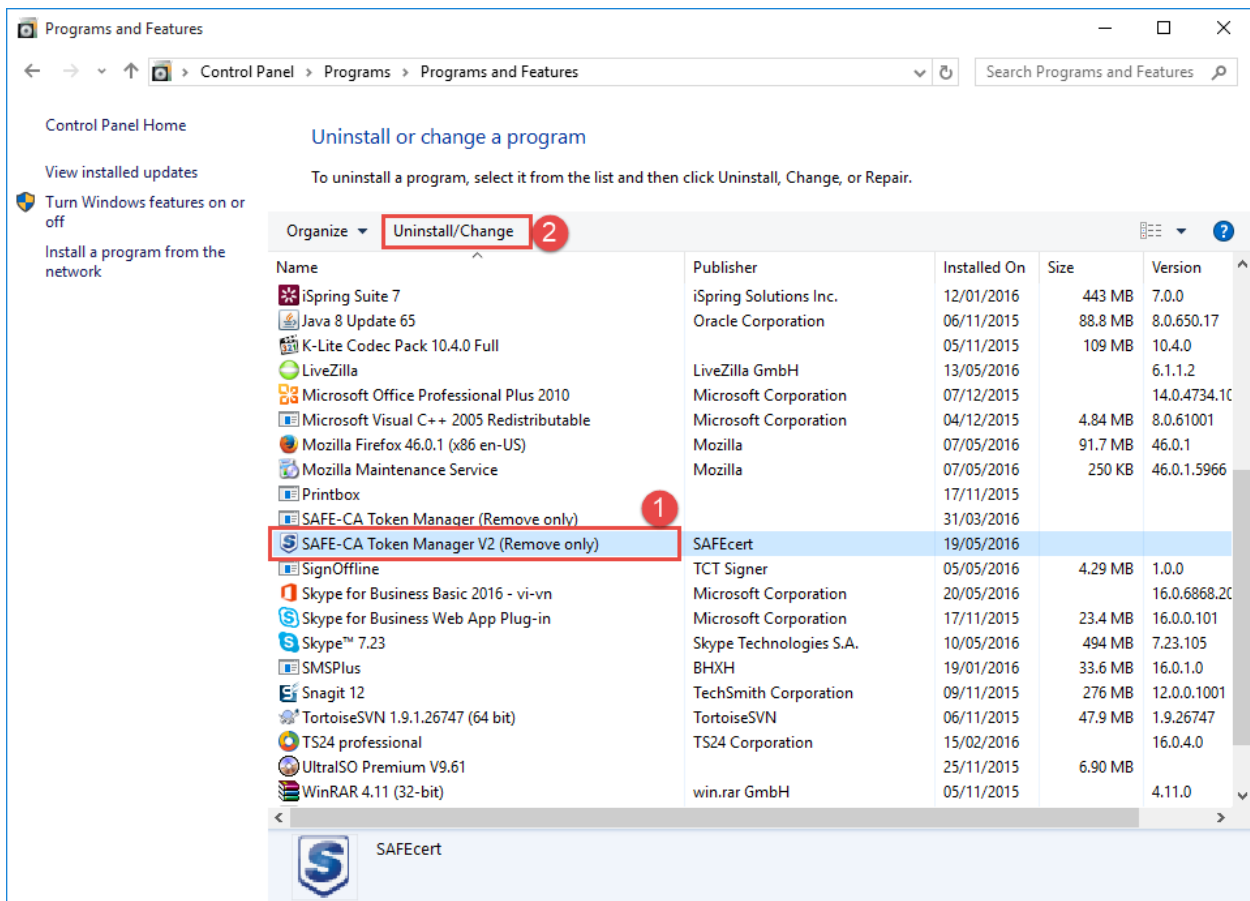 Programs and Features
Control Panel > Programs > Programs and Features
Search Programs and Features
Control Panel Home
View installed updates
Turn Windows features on or
off
Install a program from the
network
Uninstall or change a program
To uninstall a program, select it from the list and then click Uninstall, Change, or Repair.
Organize Uninstall/Change 2
Name Publisher Installed On Size Version
iSpring Suite 7 iSpring Solutions Inc. 12/01/2016 443 MB 7.0.0
Java 8 Update 65 Oracle Corporation 06/11/2015 88.8 MB 8.0.650.17
K-Lite Codec Pack 10.4.0 Full 05/11/2015 109 MB 10.4.0
LiveZilla LiveZilla GmbH 13/05/2016 6.1.1.2
Microsoft Office Professional Plus 2010 Microsoft Corporation 07/12/2015 14.0.4734.10
Microsoft Visual C++ 2005 Redistributable Microsoft Corporation 04/12/2015 4.84 MB 8.0.61001
Mozilla Firefox 46.0.1 (x86 en-US) Mozilla 07/05/2016 91.7 MB 46.0.1
Mozilla Maintenance Service Mozilla 07/05/2016 250 KB 46.0.1.5966
Printbox 17/11/2015
1
SAFE-CA Token Manager (Remove only) 31/03/2016
SAFE-CA Token Manager V2 (Remove only) SAFEcert 19/05/2016
SignOffline TCT Signer 05/05/2016 4.29 MB 1.0.0
Skype for Business Basic 2016 - vi-vn Microsoft Corporation 20/05/2016 16.0.6868.20
Skype for Business Web App Plug-in Microsoft Corporation 17/11/2015 23.4 MB 16.0.0.101
Skype™ 7.23 Skype Technologies S.A. 10/05/2016 494 MB 7.23.105
SMSPlus BHXH 19/01/2016 33.6 MB 16.0.1.0
Snagit 12 TechSmith Corporation 09/11/2015 276 MB 12.0.0.1001
TortoiseSVN 1.9.1.26747 (64 bit) TortoiseSVN 06/11/2015 47.9 MB 1.9.26747
TS24 professional TS24 Corporation 15/02/2016 16.0.4.0
UltraISO Premium V9.61 25/11/2015 6.90 MB
WinRAR 4.11 (32-bit) win.rar GmbH 05/11/2015 4.11.0
SAFEcert